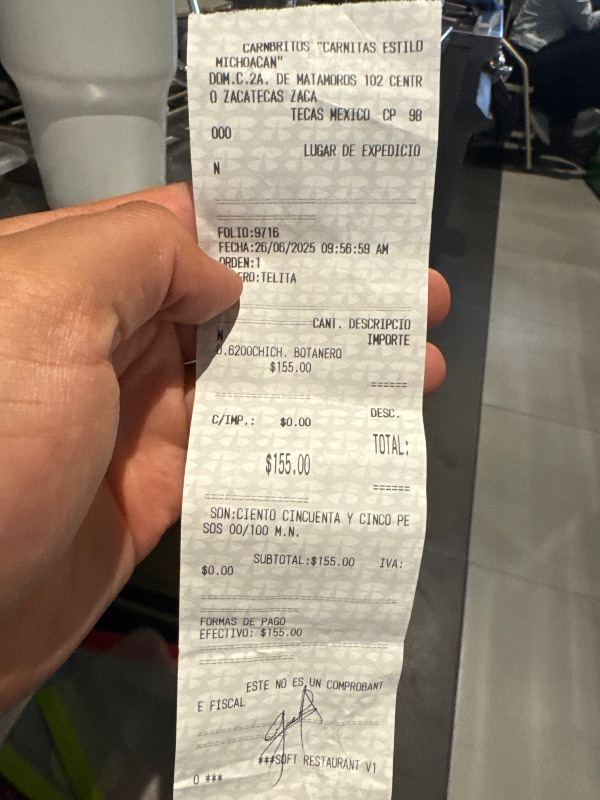 CARNBRITOS "CARNITAS ESTILO
MICHOACAN"
DOM.C.2A. DE MATAMOROS 102 CENTR
O ZACATECAS ZACA
TECAS MEXICO CP 98
000
LUGAR DE EXPEDICIO
N
FOLIO:9716
FECHA:26/06/2025 09:56:59 AM
ORDEN:1
ERO:TELITA
CANT. DESCRIPCIO
N IMPORTE
0.6200CHICH. BOTANERO
$155.00
======
DESC.
C/IMP.: $0.00
TOTAL:
$155.00
======
SON:CIENTO CINCUENTA Y CINCO PE
SOS 00/100 M.N.
SUBTOTAL:$155.00 IVA:
$0.00
FORMAS DE PAGO
EFECTIVO: $155.00
ESTE NO ES UN COMPROBANT
E FISCAL
***SOFT RESTAURANT V1
0 ***